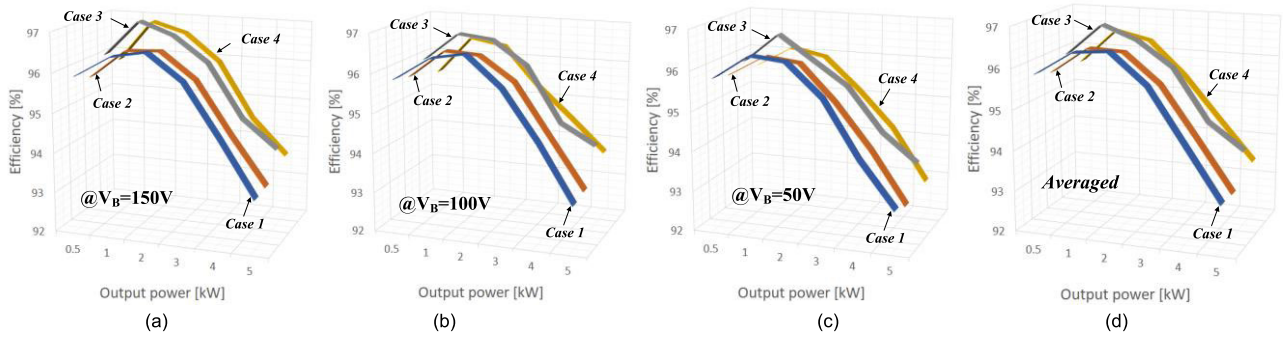 Case 3
Case 4
Case 2
Case 1
@VB=150V
Efficiency [%]
97
96
95
94
93
92
0.5
1
2
3
4
5
Output power [kW]
(a)
Case 3
Case 4
Case 2
Case 1
@VB=100V
Efficiency [%]
97
96
95
94
93
92
0.5
1
2
3
4
5
Output power [kW]
(b)
Case 3
Case 4
Case 2
Case 1
@VB=50V
Efficiency [%]
97
96
95
94
93
92
0.5
1
2
3
4
5
Output power [kW]
(c)
Case 3
Case 4
Case 2
Case 1
Averaged
Efficiency [%]
97
96
95
94
93
92
0.5
1
2
3
4
5
Output power [kW]
(d)